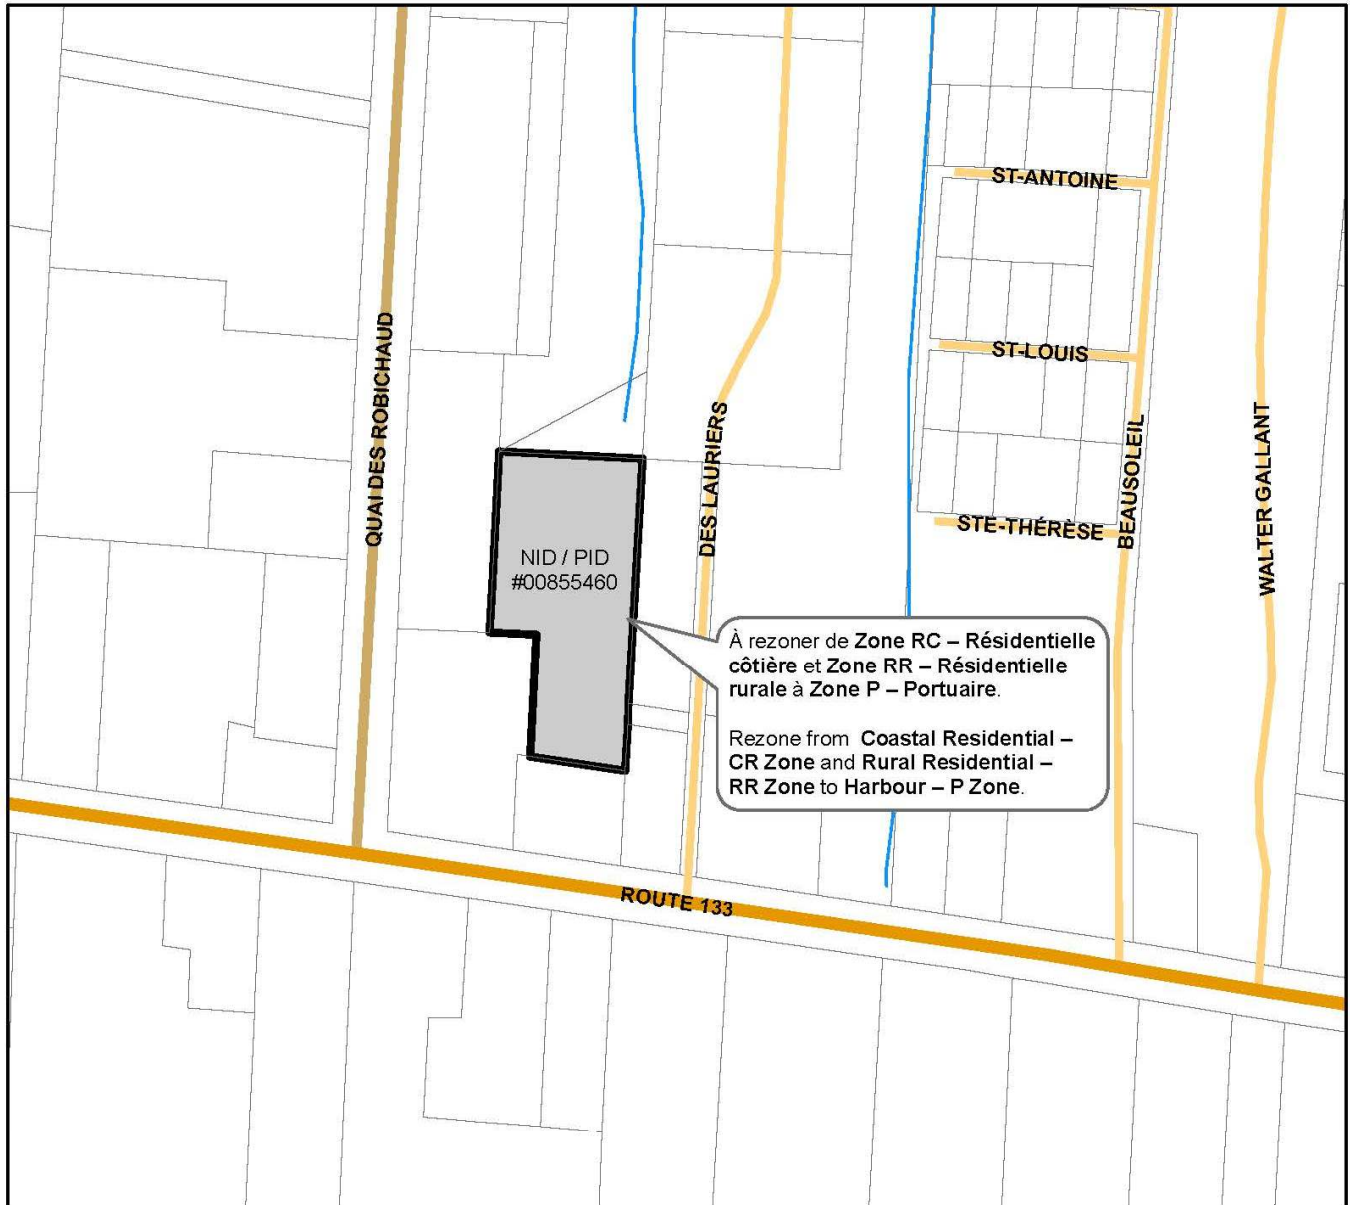 ST-ANTOINE
ST-LOUIS
QUAI DES ROBICHAUD
DES LAURIERS
BEAUSOLEIL
WALTER GALLANT
STE-THÉRÈSE
NID / PID
#00855460
À rezoner de Zone RC – Résidentielle
côtière et Zone RR – Résidentielle
rurale à Zone P – Portuaire.
Rezone from Coastal Residential –
CR Zone and Rural Residential –
RR Zone to Harbour – P Zone.
ROUTE 133